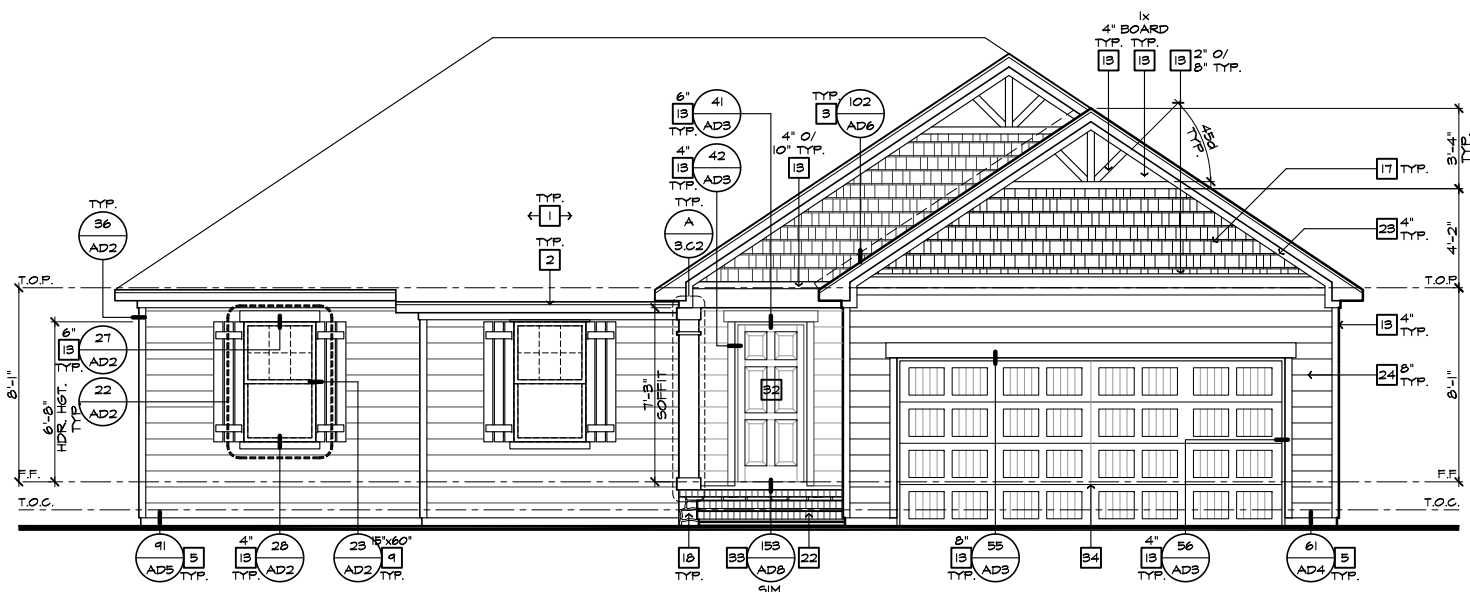 1x
4" BOARD
TYP. TYP.
13 13 13 2" O/
8" TYP.
6"
13
TYP.
41
AD3
TYP.
3
102
AD6
4" O/
10" TYP.
13
45d
TYP.
3'-4"
TYP.
4"
13
TYP.
42
AD3
17 TYP.
TYP.
36
AD2
TYP.
1
TYP.
2
TYP.
A
3.C2
23 4"
TYP.
4'-2"
T.O.P.
T.O.P.
6"
13
TYP.
27
AD2
22
AD2
8'-1"
6'-8"
HDR. HGT.
TYP.
7'-3"
SOFFIT
32
13 4"
TYP.
24 8"
TYP.
8'-1"
F.F.
F.F.
T.O.C.
T.O.C.
91
AD5
5
TYP.
4"
13
TYP.
28
AD2
23
AD2
15"x60"
9
TYP.
18
TYP.
33
153
AD8
SIM
22
8"
13
TYP.
55
AD3
34
4"
13
TYP.
56
AD3
61
AD4
5
TYP.